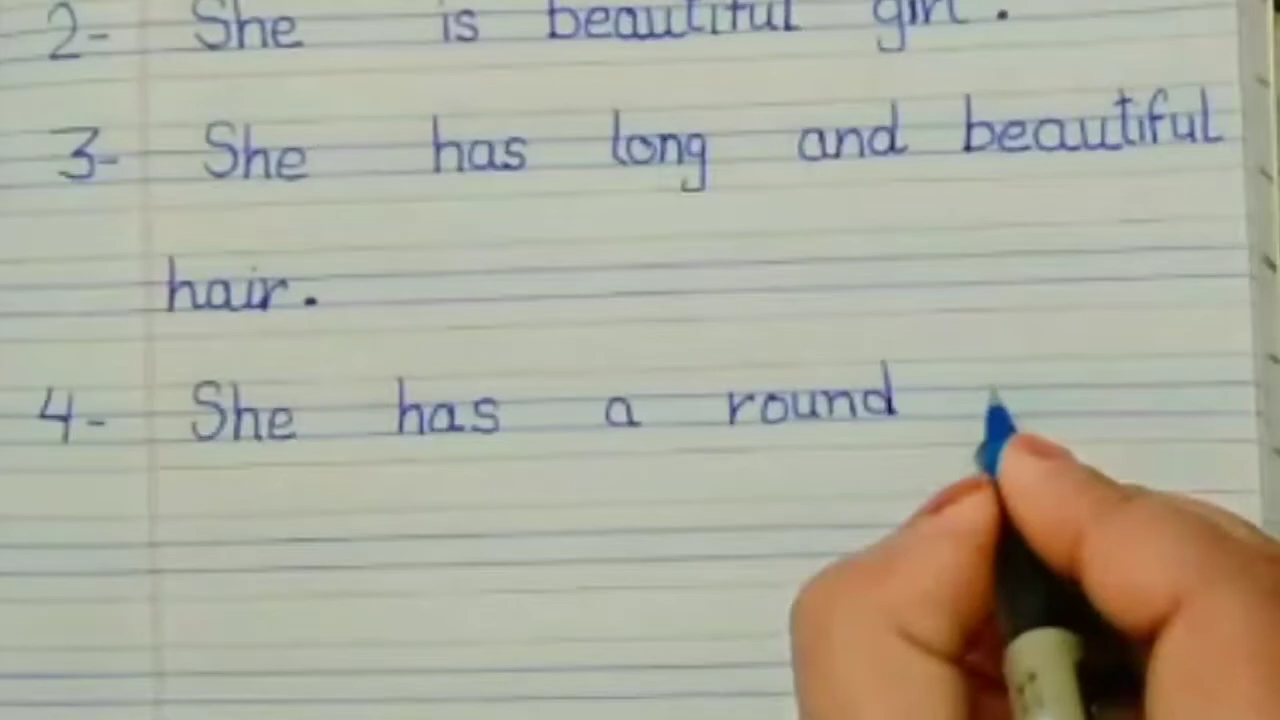 2- She is beautiful girl.
3- She has long and beautiful
hair.
4- She has a round